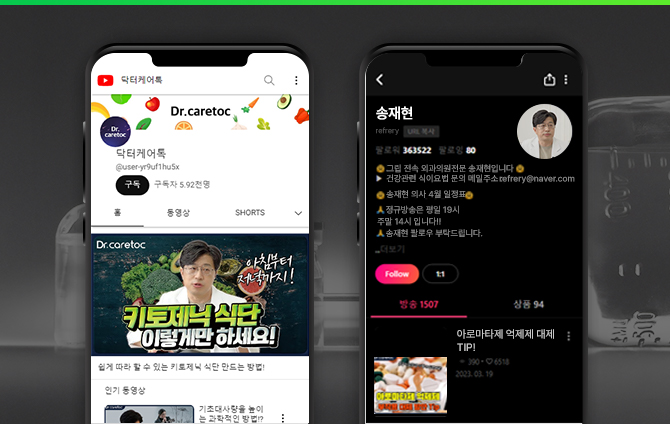 닥터케어톡
Dr.caretoc
Dr.
caretoc
닥터케어톡
@user-yr9uf1hu5x
구독 구독자 5.92천명
홈 동영상 SHORTS
Dr.caretoc
아침부터
저녁까지!
키토제닉 식단
이렇게만 하세요!
쉽게 따라 할 수 있는 키토제닉 식단 만드는 방법!
인기 동영상
Dr.caretoc
기초대사량을 높이
는 과학적인 방법!?
송재현
refrery URL 복사
팔로워 363522 팔로잉 80
그립 전속 외과의원전문 송재현입니다
▶ 건강관련 식이요법 문의 메일주소:refrery@naver.com
송재현 의사 4월 일정표
정규방송은 평일 19시
주말 14시 입니다!!
송재현 팔로우 부탁드립니다.
...더보기
Follow 1:1
방송 1507 상품 94
아로마타제 억제제 대체
TIP!
390 • ♡ 6518
2023. 03. 19
아로마타제 억제제